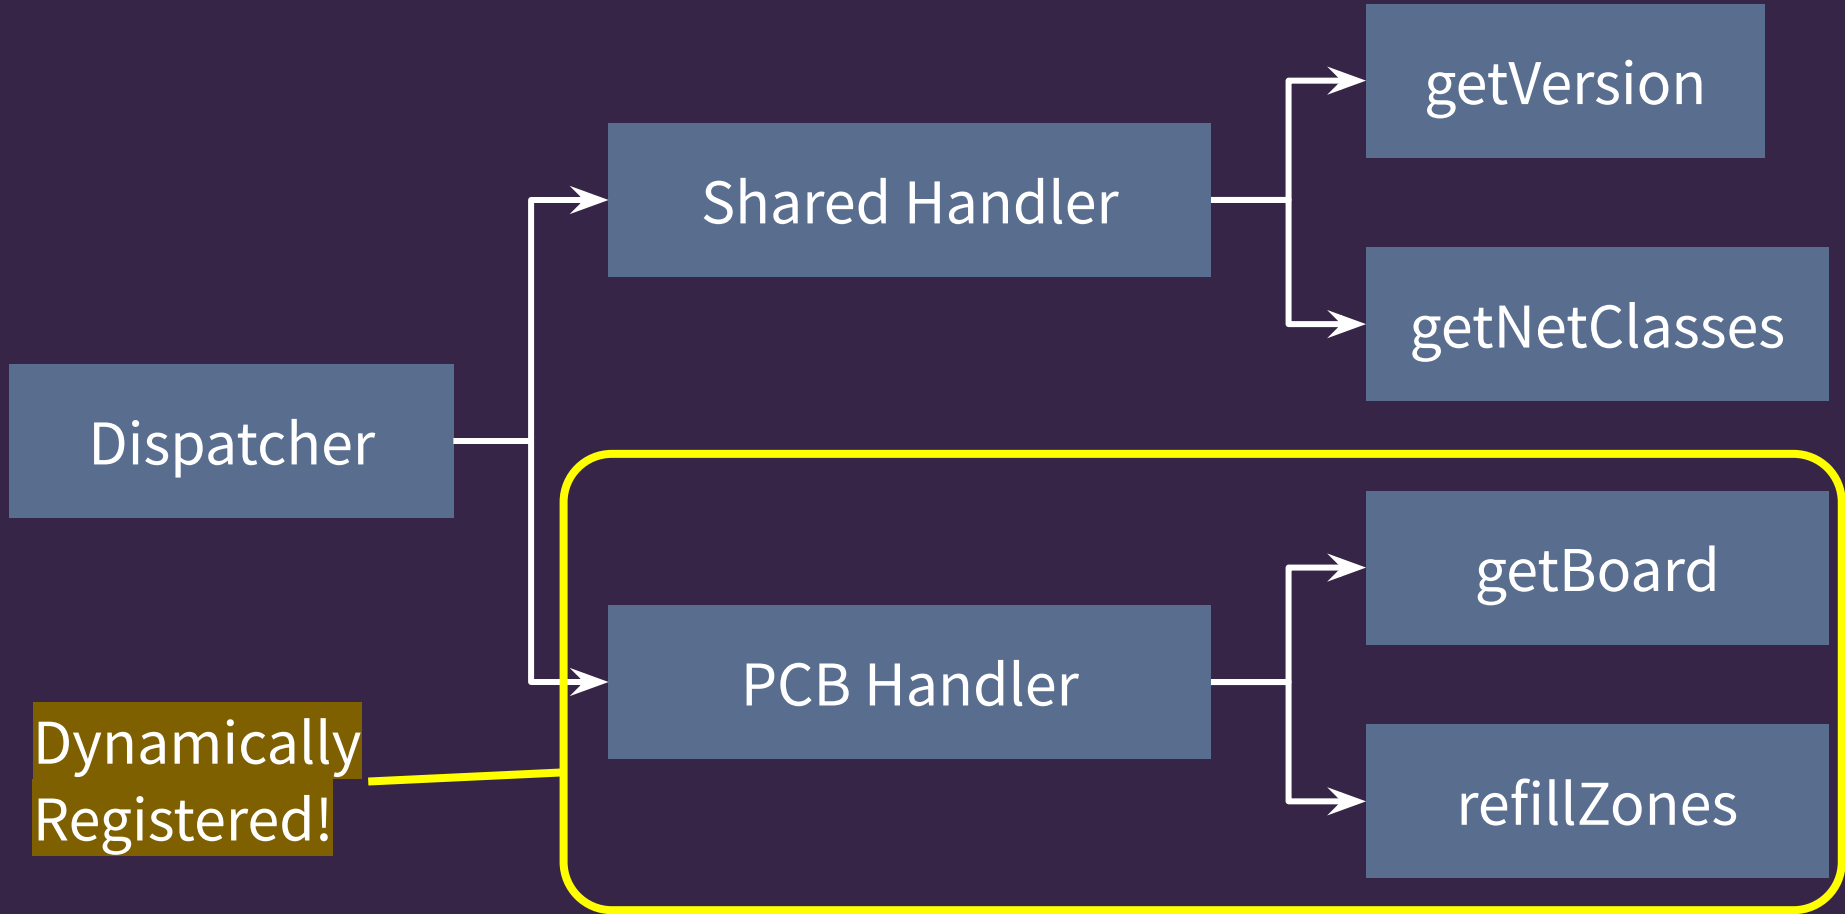 getVersion
Shared Handler
getNetClasses
Dispatcher
getBoard
PCB Handler
Dynamically
Registered!
refillZones